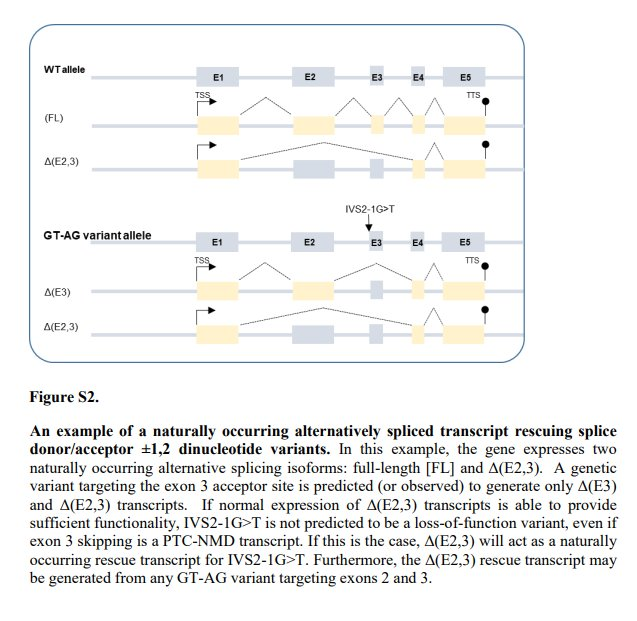 WT allele
E1 E2 E3 E4 E5
TSS TTS
(FL)
Δ(E2,3)
IVS2-1G>T
GT-AG variant allele
E1 E2 E3 E4 E5
TSS TTS
Δ(E3)
Δ(E2,3)
Figure S2.
An example of a naturally occurring alternatively spliced transcript rescuing splice
donor/acceptor ±1,2 dinucleotide variants. In this example, the gene expresses two
naturally occurring alternative splicing isoforms: full-length [FL] and Δ(E2,3). A genetic
variant targeting the exon 3 acceptor site is predicted (or observed) to generate only Δ(E3)
and Δ(E2,3) transcripts. If normal expression of Δ(E2,3) transcripts is able to provide
sufficient functionality, IVS2-1G>T is not predicted to be a loss-of-function variant, even if
exon 3 skipping is a PTC-NMD transcript. If this is the case, Δ(E2,3) will act as a naturally
occurring rescue transcript for IVS2-1G>T. Furthermore, the Δ(E2,3) rescue transcript may
be generated from any GT-AG variant targeting exons 2 and 3.